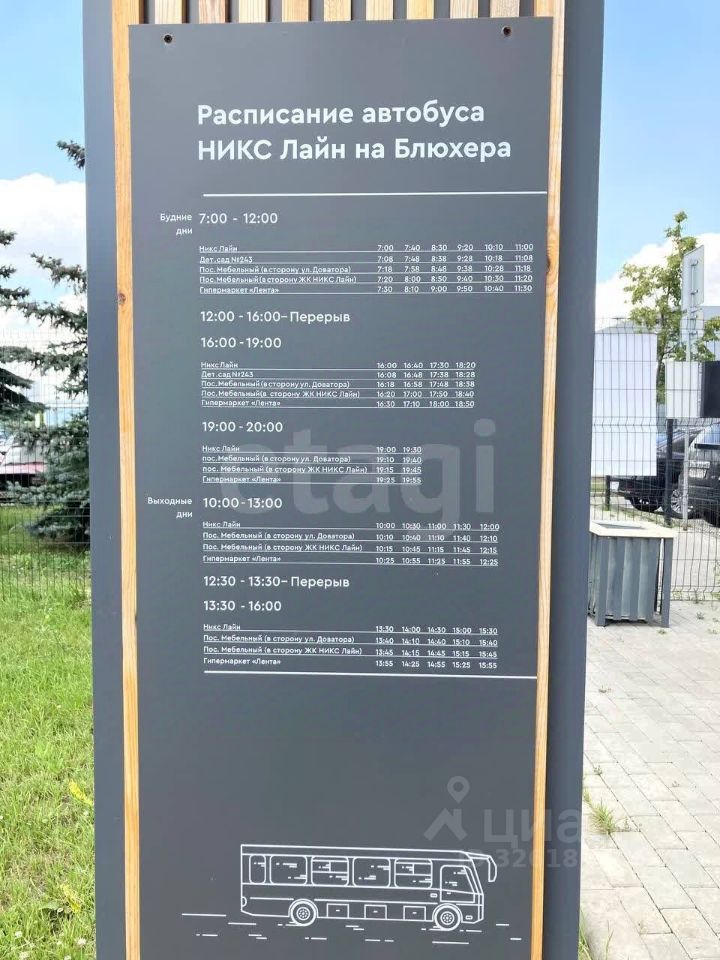 Расписание автобуса
НИКС Лайн на Блюхера
Будние дни 7:00 - 12:00
Никс Лайн 7:00 7:40 8:30 9:20 10:10 11:00
Дет.сад №243 7:08 7:48 8:38 9:28 10:18 11:08
Пос. Мебельный (в сторону ул. Доватора) 7:18 7:58 8:48 9:38 10:28 11:18
Пос. Мебельный(в сторону ЖК НИКС Лайн) 7:20 8:00 8:50 9:40 10:30 11:20
Гипермаркет «Лента» 7:30 8:10 9:00 9:50 10:40 11:30
12:00 - 16:00– Перерыв
16:00 - 19:00
Никс Лайн 16:00 16:40 17:30 18:20
Дет.сад №243 16:08 16:48 17:38 18:28
Пос. Мебельный (в сторону ул. Доватора) 16:18 16:58 17:48 18:38
Пос. Мебельный(в сторону ЖК НИКС Лайн) 16:20 17:00 17:50 18:40
Гипермаркет «Лента» 16:30 17:10 18:00 18:50
19:00 - 20:00
Никс Лайн 19:00 19:30
пос. Мебельный (в сторону ул. Доватора) 19:10 19:40
пос. Мебельный (в сторону ЖК НИКС Лайн) 19:15 19:45
Гипермаркет «Лента» 19:25 19:55
etagi
Выходные дни 10:00 - 13:00
Никс Лайн 10:00 10:30 11:00 11:30 12:00
Пос. Мебельный (в сторону ул. Доватора) 10:10 10:40 11:10 11:40 12:10
Пос. Мебельный (в сторону ЖК НИКС Лайн) 10:15 10:45 11:15 11:45 12:15
Гипермаркет «Лента» 10:25 10:55 11:25 11:55 12:25
12:30 - 13:30– Перерыв
13:30 - 16:00
Никс Лайн 13:30 14:00 14:30 15:00 15:30
Пос. Мебельный (в сторону ул. Доватора) 13:40 14:10 14:40 15:10 15:40
Пос. Мебельный (в сторону ЖК НИКС Лайн) 13:45 14:15 14:45 15:15 15:45
Гипермаркет «Лента» 13:55 14:25 14:55 15:25 15:55
циан